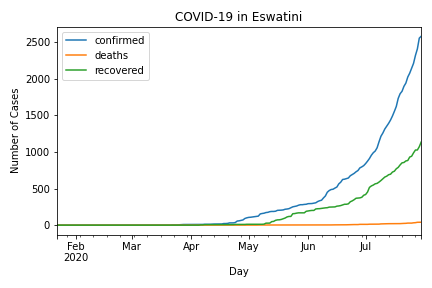 COVID-19 in Eswatini
confirmed
deaths
recovered
Number of Cases
2500
2000
1500
1000
500
0
Feb
2020
Mar
Apr
May
Jun
Jul
Day